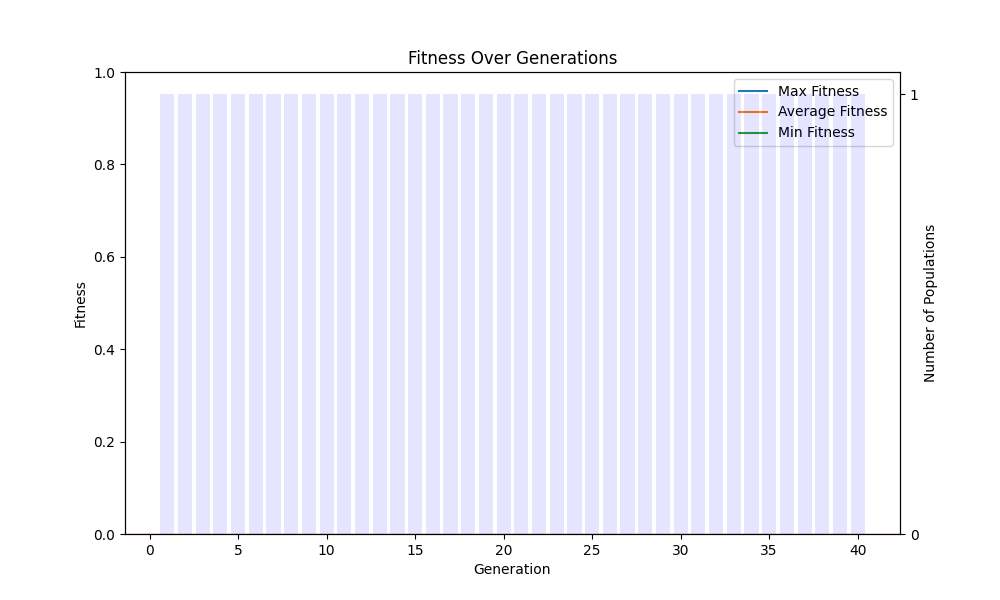 Fitness Over Generations
Max Fitness
Average Fitness
Min Fitness
1.0
0.8
0.6
0.4
0.2
0.0
Fitness
1
0
Number of Populations
0 5 10 15 20 25 30 35 40
Generation